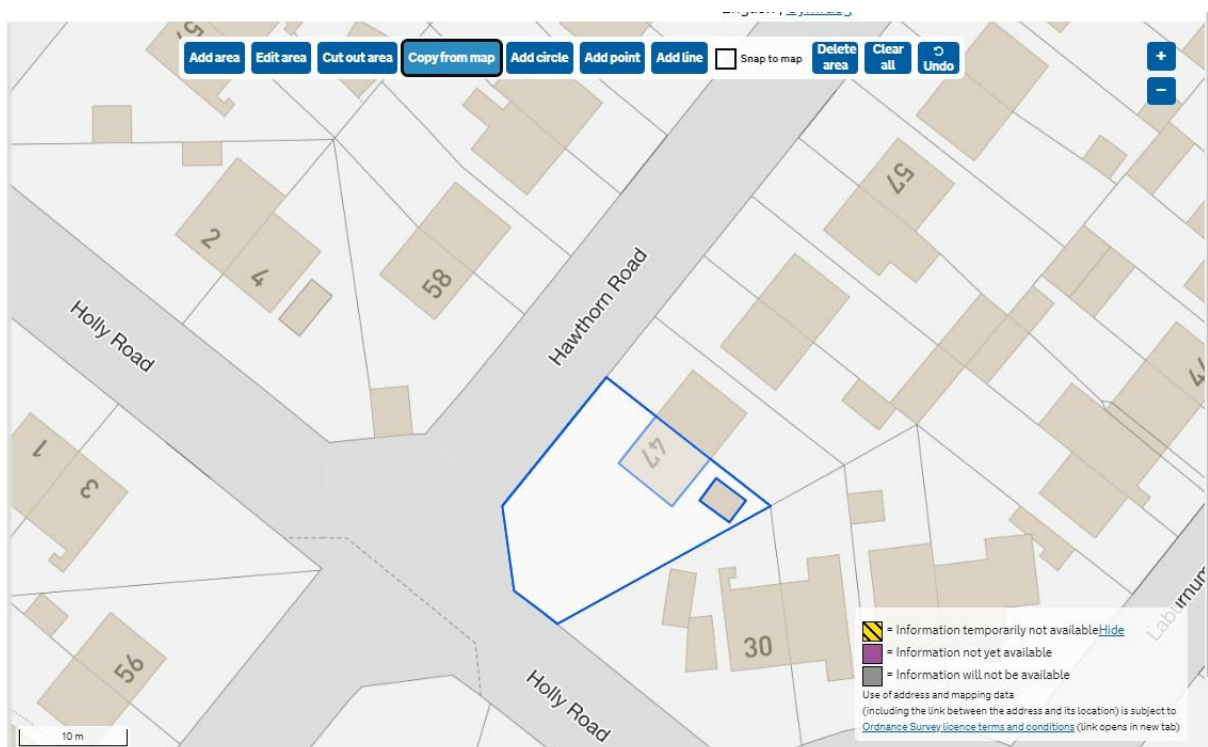 Add area Edit area Cut out area Copy from map Add circle Add point Add line Snap to map Delete area Clear all Undo
+
−
57
2
4
58
Holly Road
Hawthorn Road
47
1
3
56
30
Holly Road
= Information temporarily not available Hide
= Information not yet available
= Information will not be available
Use of address and mapping data
(including the link between the address and its location) is subject to
Ordnance Survey licence terms and conditions (link opens in new tab)
10 m